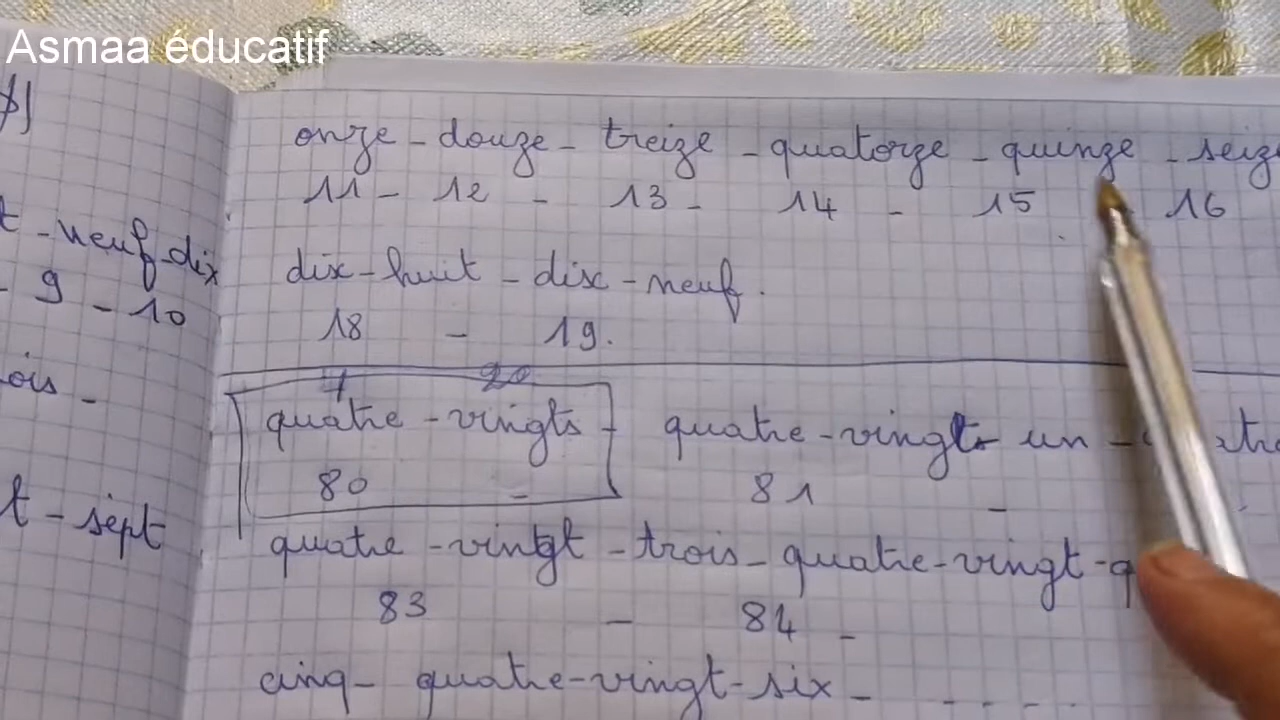 Asmaa éducatif
onze - douze - treize - quatorze - quinze - seiz
11 - 12 - 13 - 14 - 15 - 16
t - neuf - dix
- 9 - 10
dix-huit - dix-neuf.
18 - 19.
ois -
4 20
quatre-vingts - quatre-vingt-un -
80 - 81 -
t - sept
quatre-vingt-trois - quatre-vingt-q
83 - 84 -
cinq - quatre-vingt-six - - - - -